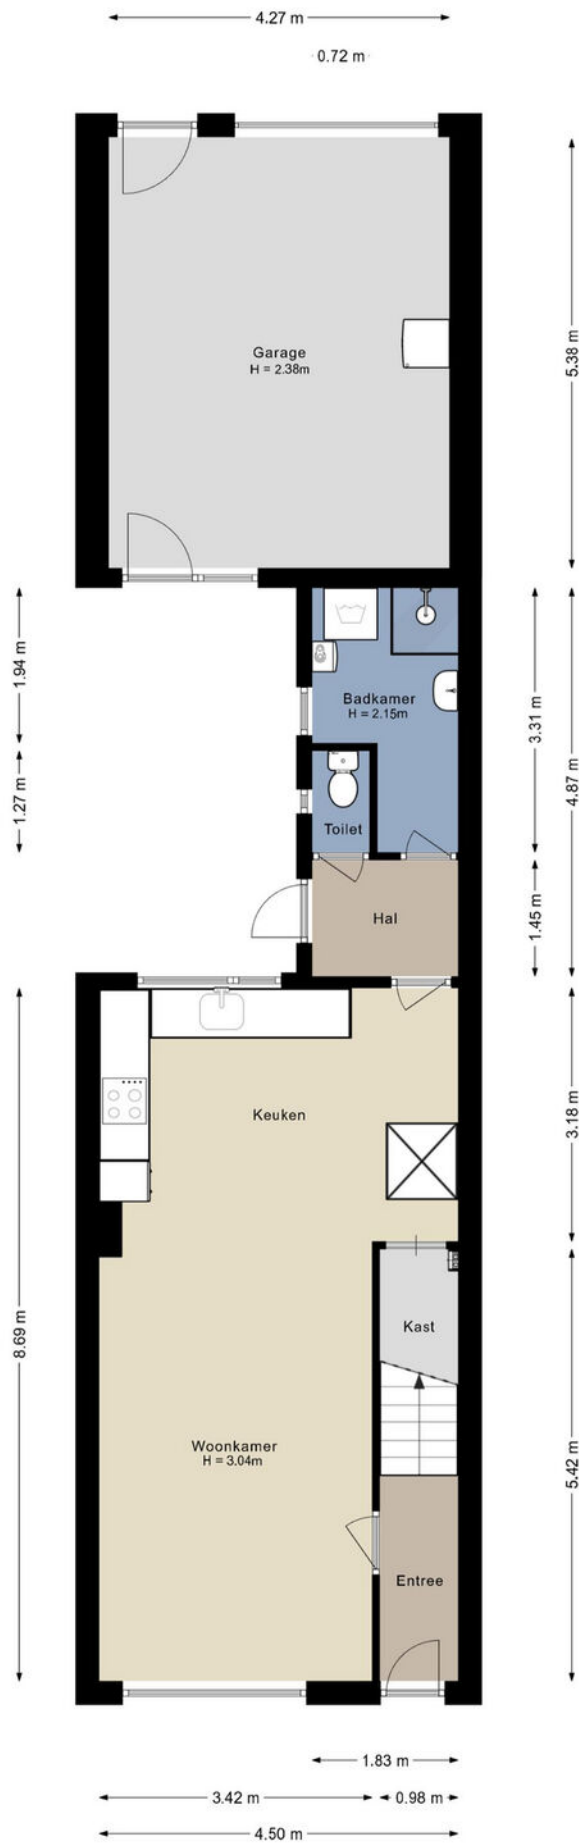 4.27 m
0.72 m
Garage
H = 2.38m
5.38 m
1.94 m
Badkamer
H = 2.15m
3.31 m
4.87 m
1.27 m
Toilet
Hal
1.45 m
Keuken
3.18 m
8.69 m
Kast
Woonkamer
H = 3.04m
5.42 m
Entree
1.83 m
3.42 m
0.98 m
4.50 m